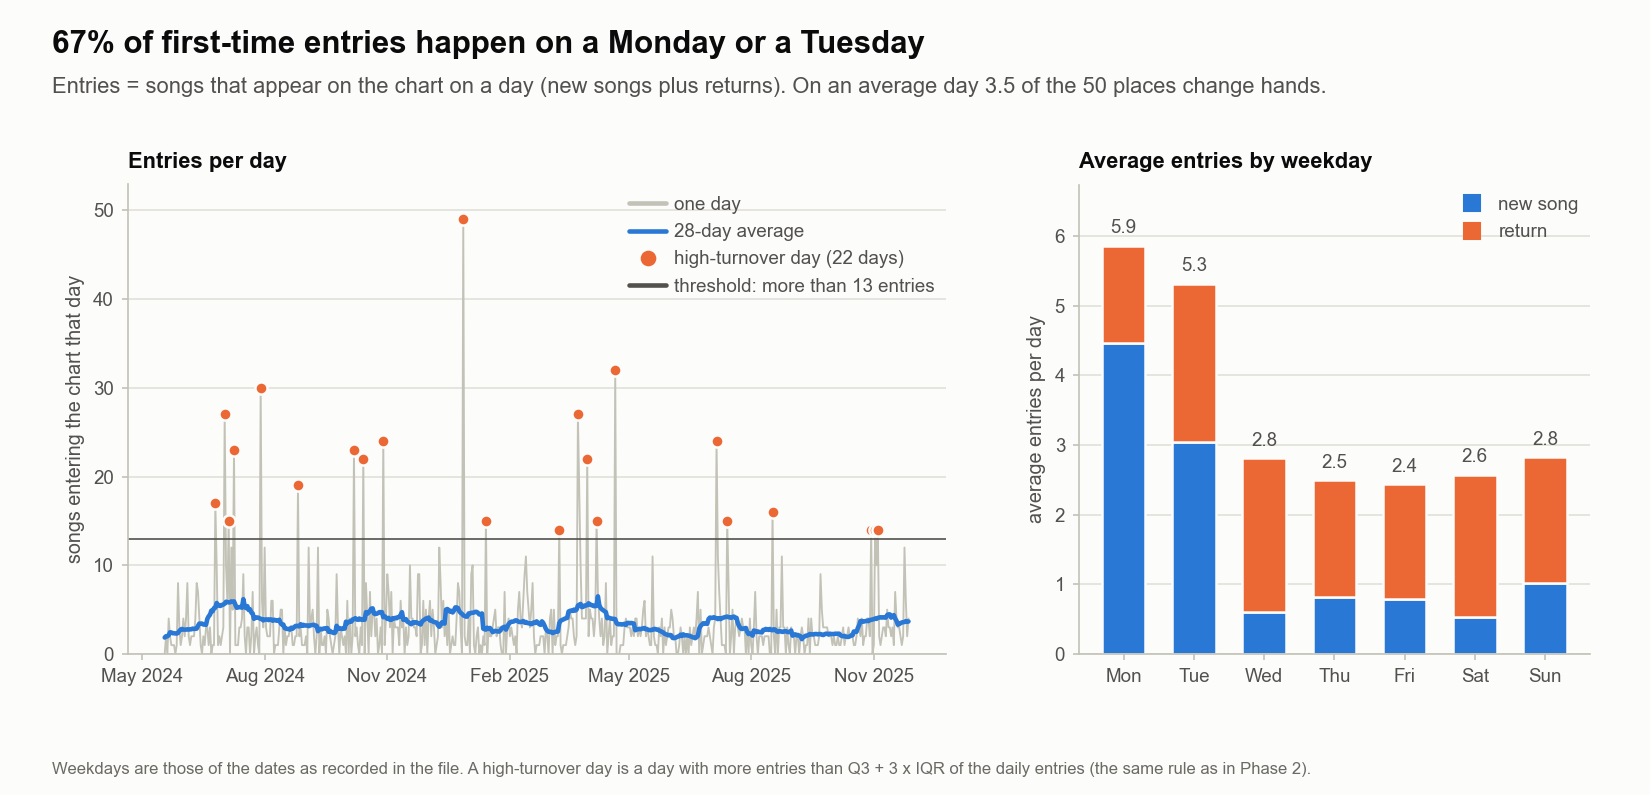 67% of first-time entries happen on a Monday or a Tuesday
Entries = songs that appear on the chart on a day (new songs plus returns). On an average day 3.5 of the 50 places change hands.
Entries per day
songs entering the chart that day
50
40
30
20
10
0
one day
28-day average
high-turnover day (22 days)
threshold: more than 13 entries
May 2024
Aug 2024
Nov 2024
Feb 2025
May 2025
Aug 2025
Nov 2025
Average entries by weekday
average entries per day
6
5
4
3
2
1
0
new song
return
5.9
5.3
2.8
2.5
2.4
2.6
2.8
Mon
Tue
Wed
Thu
Fri
Sat
Sun
Weekdays are those of the dates as recorded in the file. A high-turnover day is a day with more entries than Q3 + 3 x IQR of the daily entries (the same rule as in Phase 2).